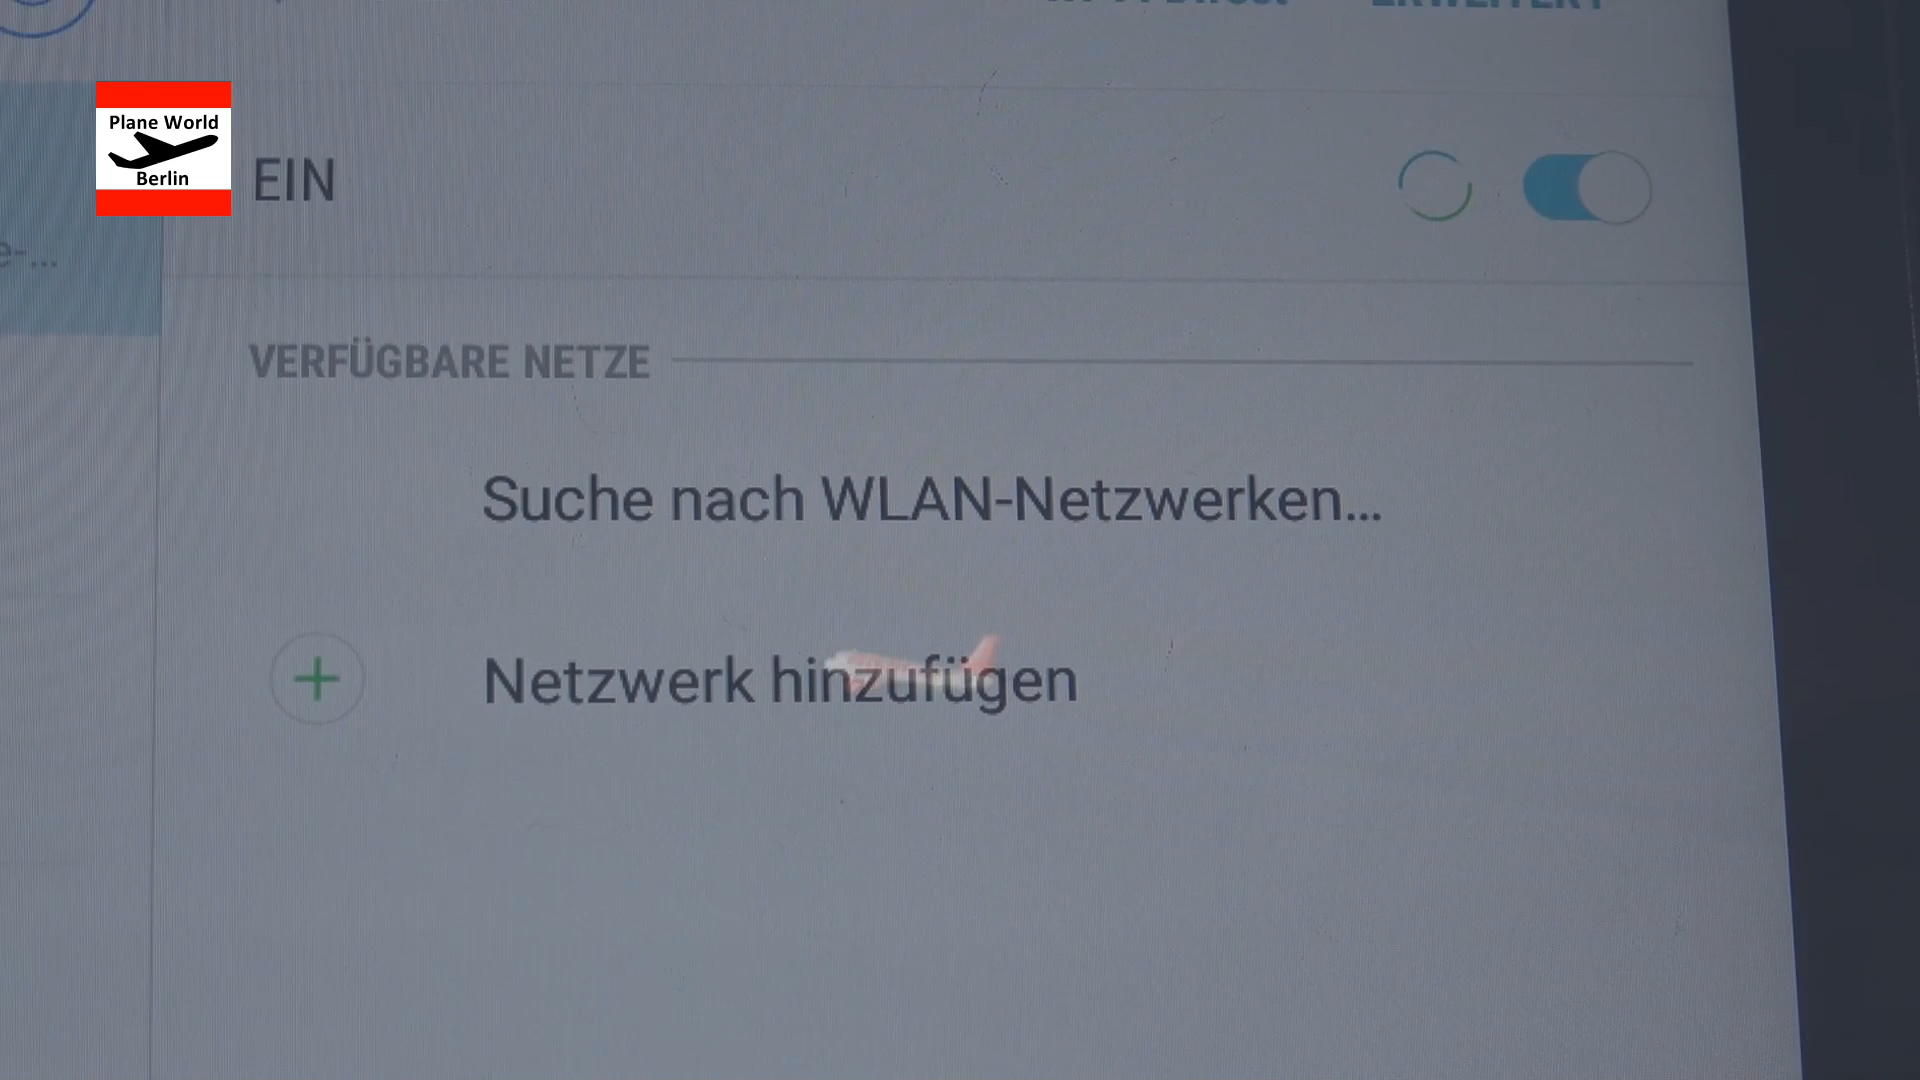 Plane World
Berlin
EIN
VERFÜGBARE NETZE
Suche nach WLAN-Netzwerken...
Netzwerk hinzufügen